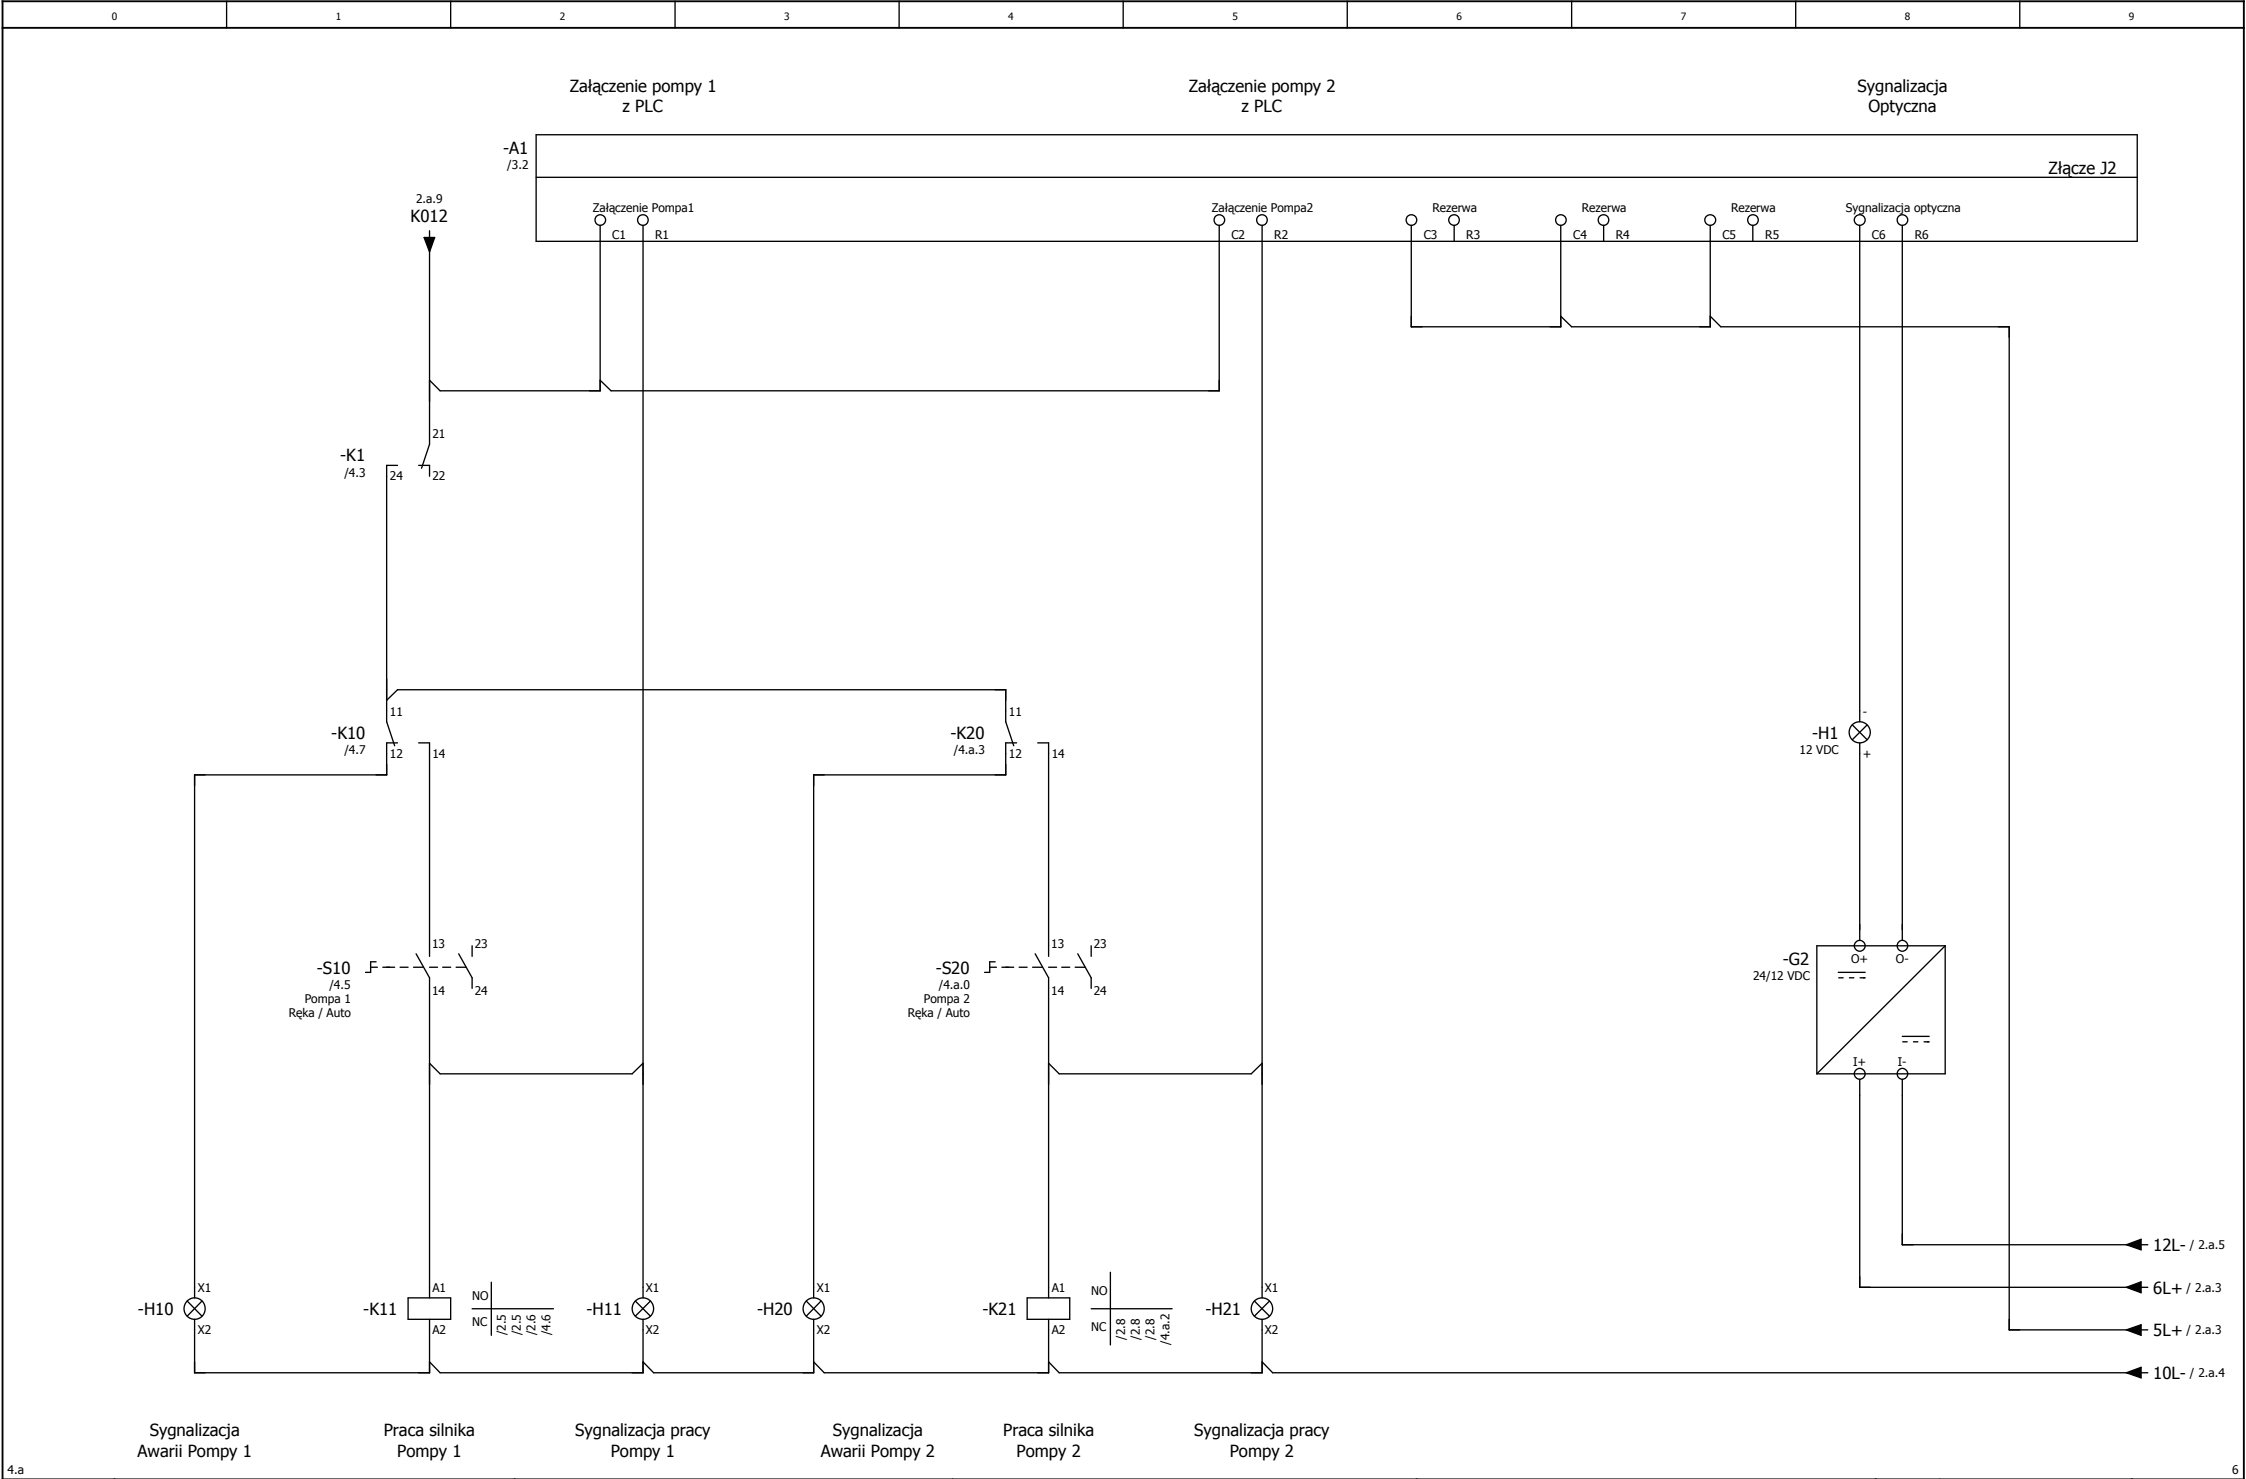 0 1 2 3 4 5 6 7 8 9
Załączenie pompy 1
z PLC
Załączenie pompy 2
z PLC
Sygnalizacja
Optyczna
-A1
/3.2
Złącze J2
2.a.9
K012
Załączenie Pompa1
C1 R1
Załączenie Pompa2
C2 R2
Rezerwa
C3 R3
Rezerwa
C4 R4
Rezerwa
C5 R5
Sygnalizacja optyczna
C6 R6
-K1
/4.3
21
24 22
-K10
/4.7
11
12 14
-K20
/4.a.3
11
12 14
-H1
12 VDC
-
+
-S10
/4.5
Pompa 1
Ręka / Auto
13 23
14 24
-S20
/4.a.0
Pompa 2
Ręka / Auto
13 23
14 24
-G2
24/12 VDC
O+ O-
I+ I-
12L- / 2.a.5
6L+ / 2.a.3
5L+ / 2.a.3
10L- / 2.a.4
-H10
X1
X2
-K11
A1
A2
NO
NC
/2.5
/2.5
/2.6
/4.6
-H11
X1
X2
-H20
X1
X2
-K21
A1
A2
NO
NC
/2.8
/2.8
/2.8
/4.a.2
-H21
X1
X2
Sygnalizacja
Awarii Pompy 1
Praca silnika
Pompy 1
Sygnalizacja pracy
Pompy 1
Sygnalizacja
Awarii Pompy 2
Praca silnika
Pompy 2
Sygnalizacja pracy
Pompy 2
4.a
6